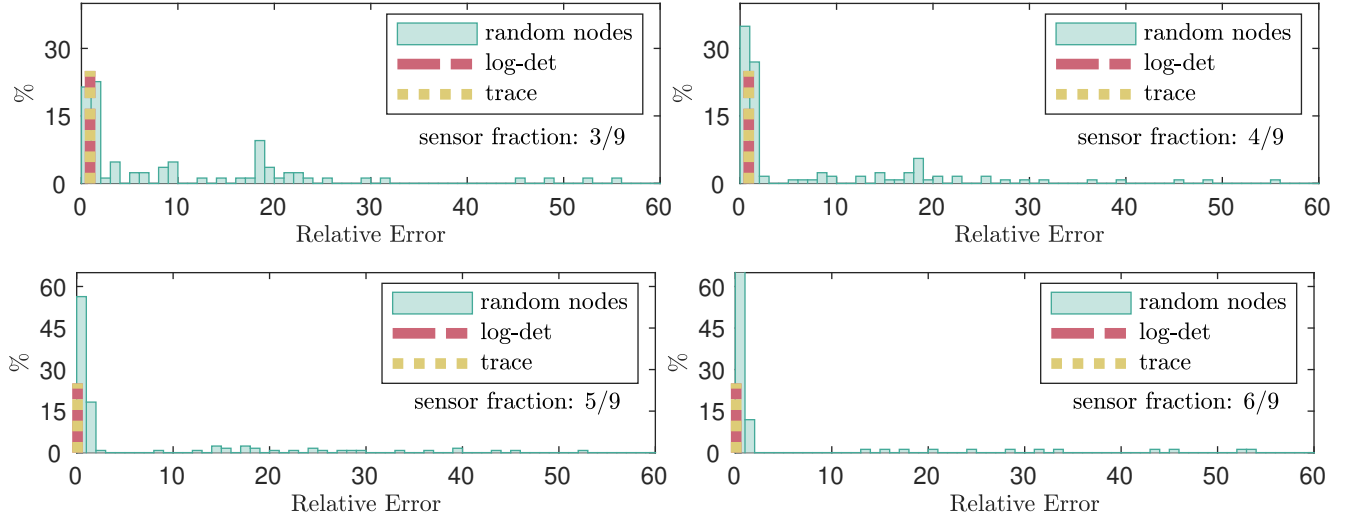 30
15
0
%
random nodes
log-det
trace
sensor fraction: 3/9
0 10 20 30 40 50 60
Relative Error
30
15
0
%
random nodes
log-det
trace
sensor fraction: 4/9
0 10 20 30 40 50 60
Relative Error
60
45
30
15
0
%
random nodes
log-det
trace
sensor fraction: 5/9
0 10 20 30 40 50 60
Relative Error
60
45
30
15
0
%
random nodes
log-det
trace
sensor fraction: 6/9
0 10 20 30 40 50 60
Relative Error